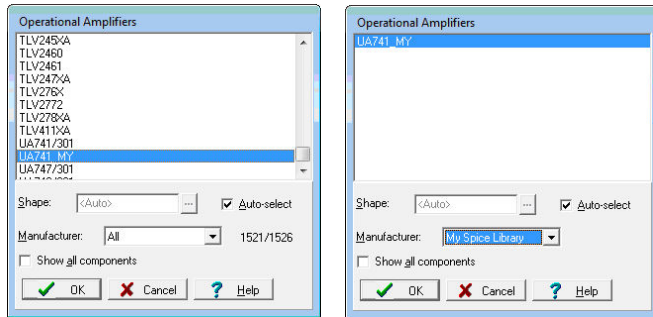 Operational Amplifiers
TLV245XA
TLV2460
TLV2461
TLV247XA
TLV276X
TLV2772
TLV278XA
TLV411XA
UA741/301
UA741_MY
UA747/301
Shape: <Auto> ... Auto-select
Manufacturer: All 1521/1526
Show all components
OK Cancel ? Help
Operational Amplifiers
UA741_MY
Shape: <Auto> ... Auto-select
Manufacturer: My Spice Library
Show all components
OK Cancel ? Help